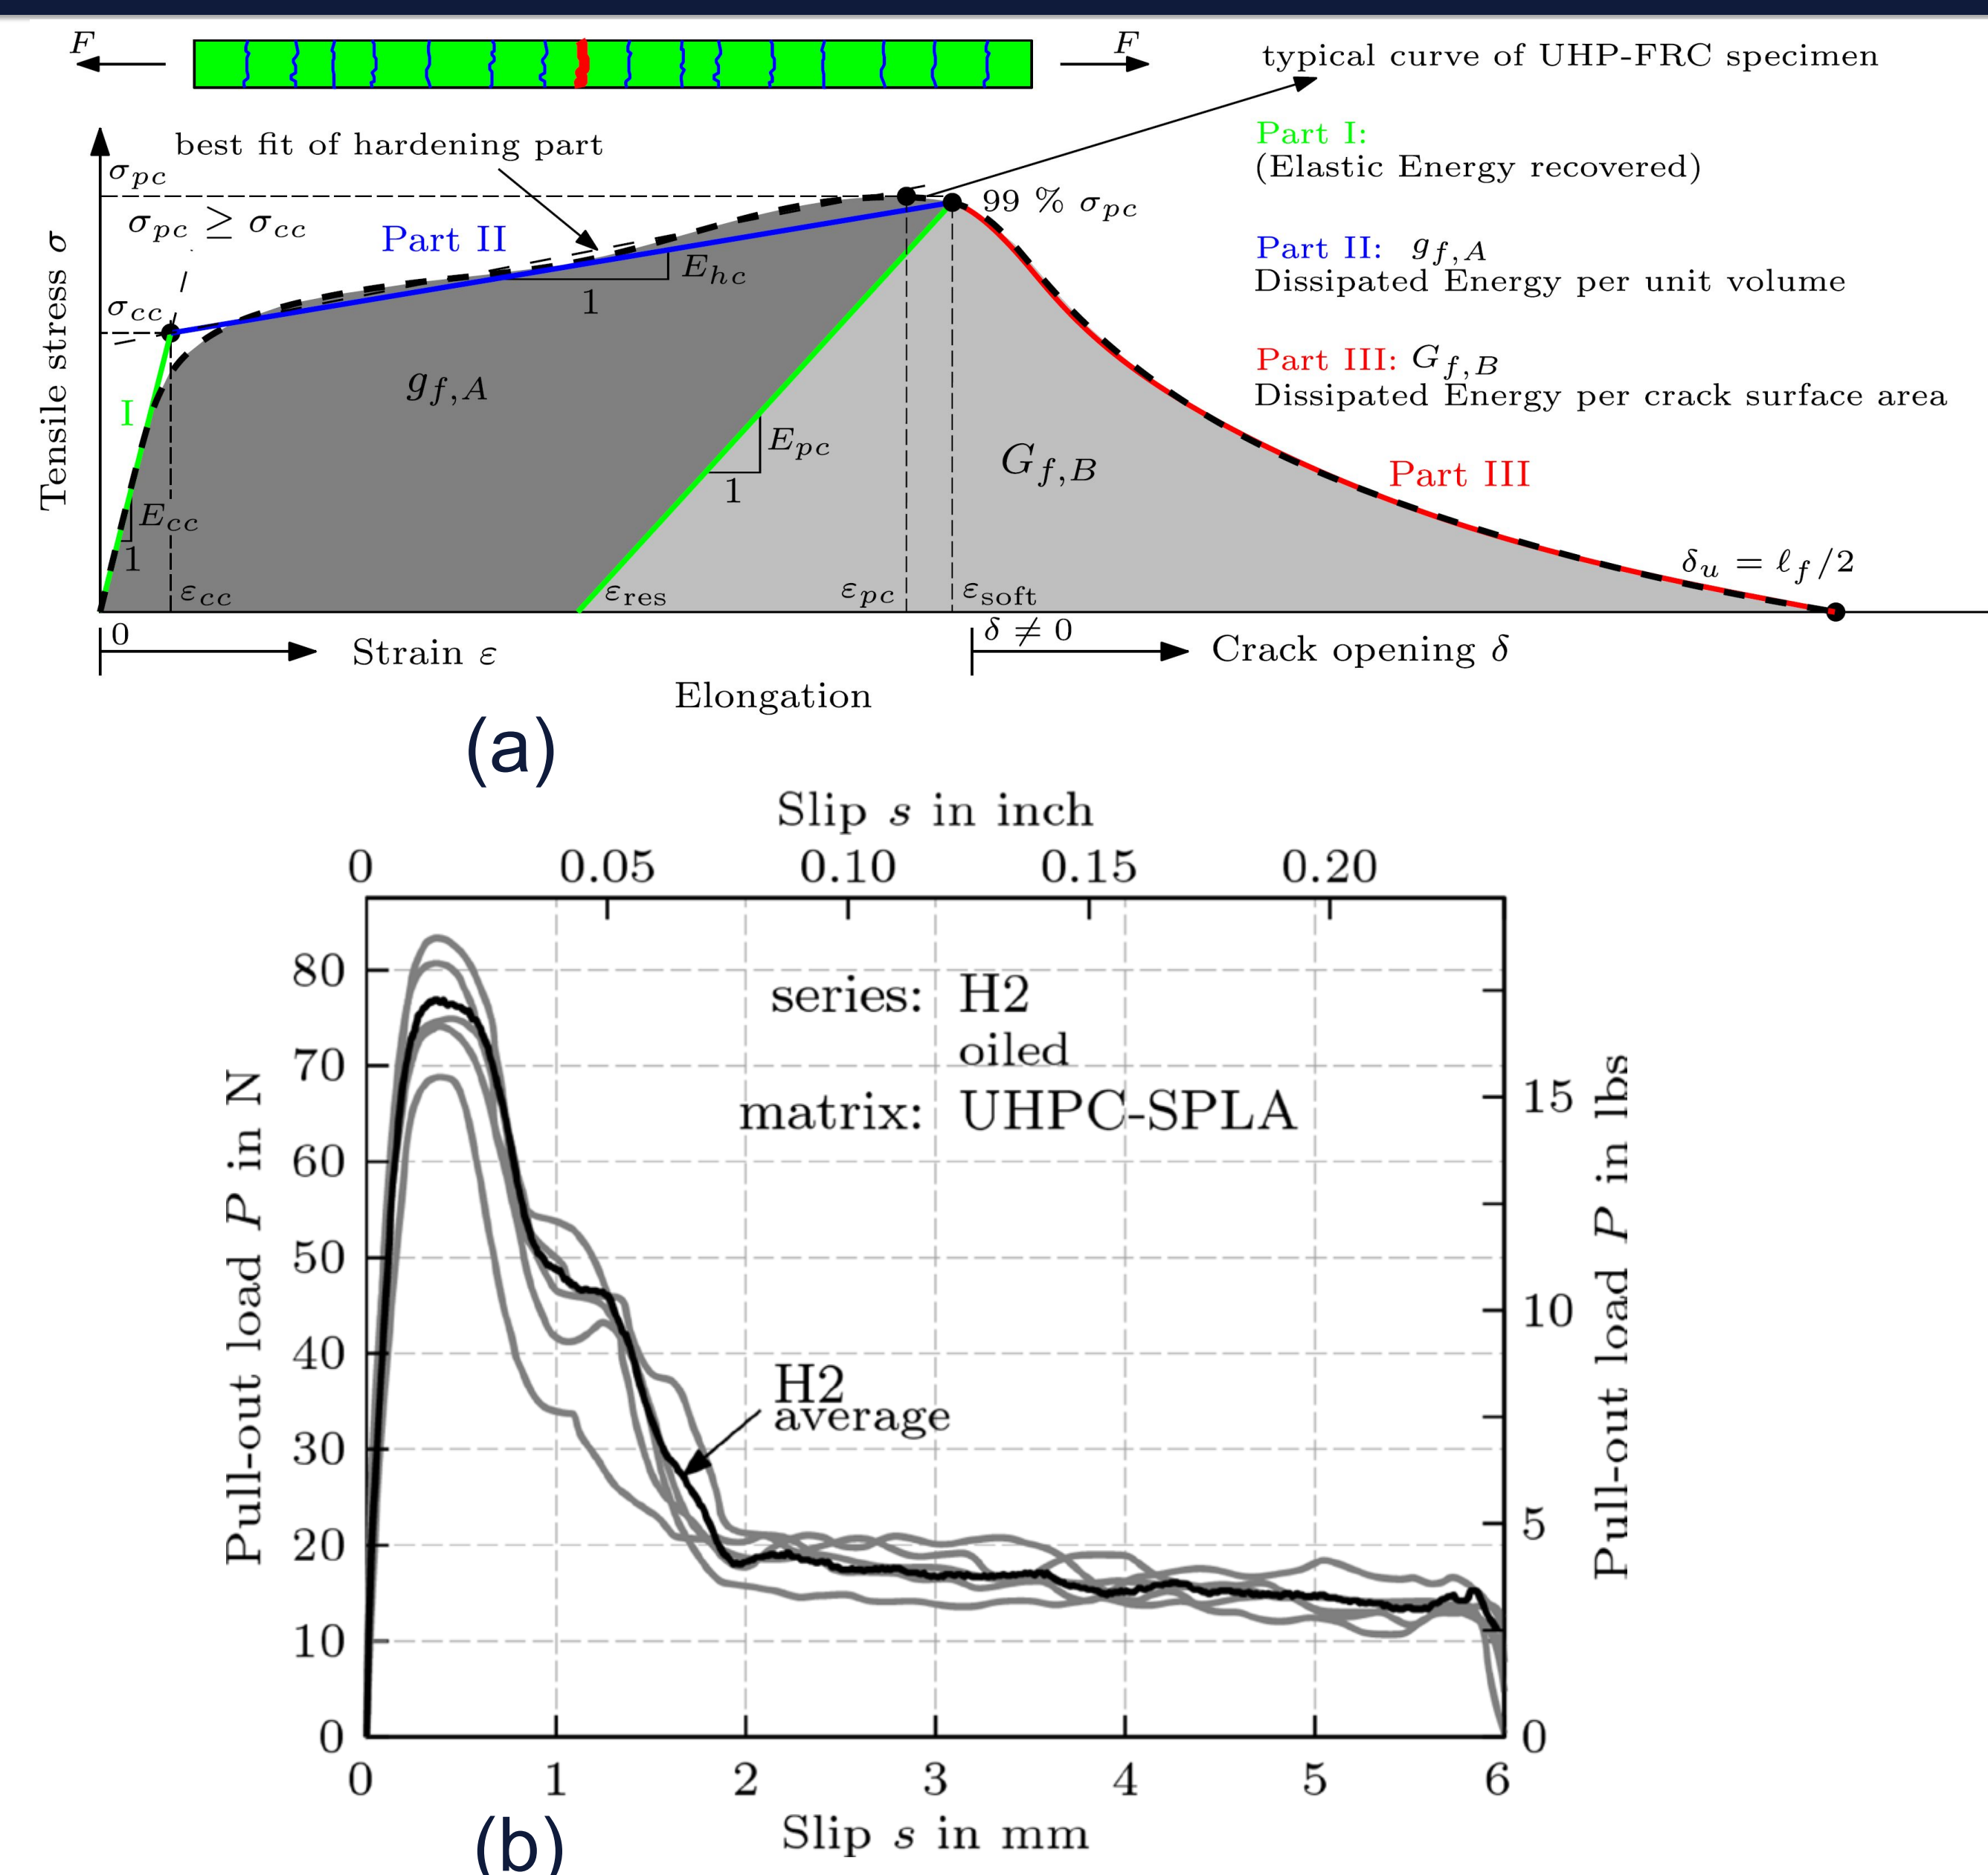 F
F
typical curve of UHP-FRC specimen
best fit of hardening part
Part I:
(Elastic Energy recovered)
σpc
99 % σpc
σpc ≥ σcc
Part II
Part II: gf,A
Dissipated Energy per unit volume
Ehc
1
σcc
Part III: Gf,B
Dissipated Energy per crack surface area
Tensile stress σ
gf,A
I
Epc
1
Gf,B
Part III
Ecc
1
δu = ℓf/2
εcc
εres
εpc
εsoft
0
δ ≠ 0
Strain ε
Crack opening δ
Elongation
(a)
Slip s in inch
0 0.05 0.10 0.15 0.20
Pull-out load P in N
80
70
60
50
40
30
20
10
0
series: H2
oiled
matrix: UHPC-SPLA
H2
average
15
10
5
0
Pull-out load P in lbs
0 1 2 3 4 5 6
Slip s in mm
(b)